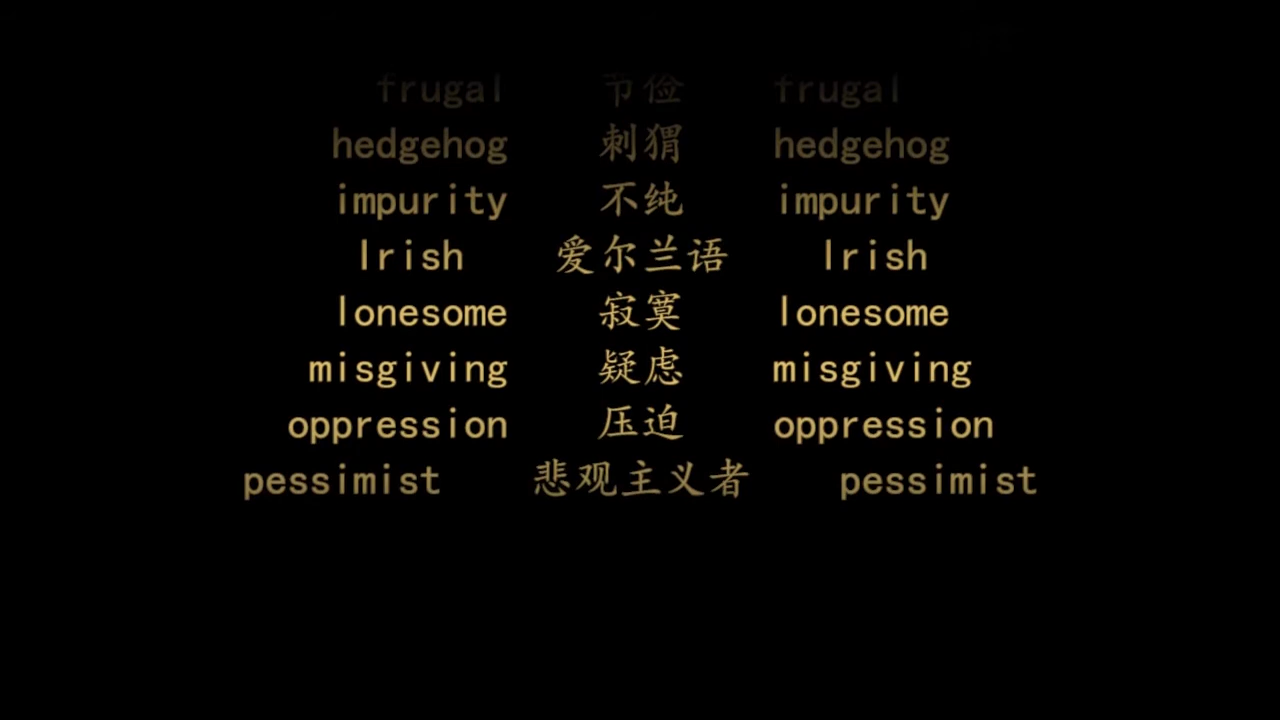 frugal 节俭 frugal
hedgehog 刺猬 hedgehog
impurity 不纯 impurity
Irish 爱尔兰语 Irish
lonesome 寂寞 lonesome
misgiving 疑虑 misgiving
oppression 压迫 oppression
pessimist 悲观主义者 pessimist